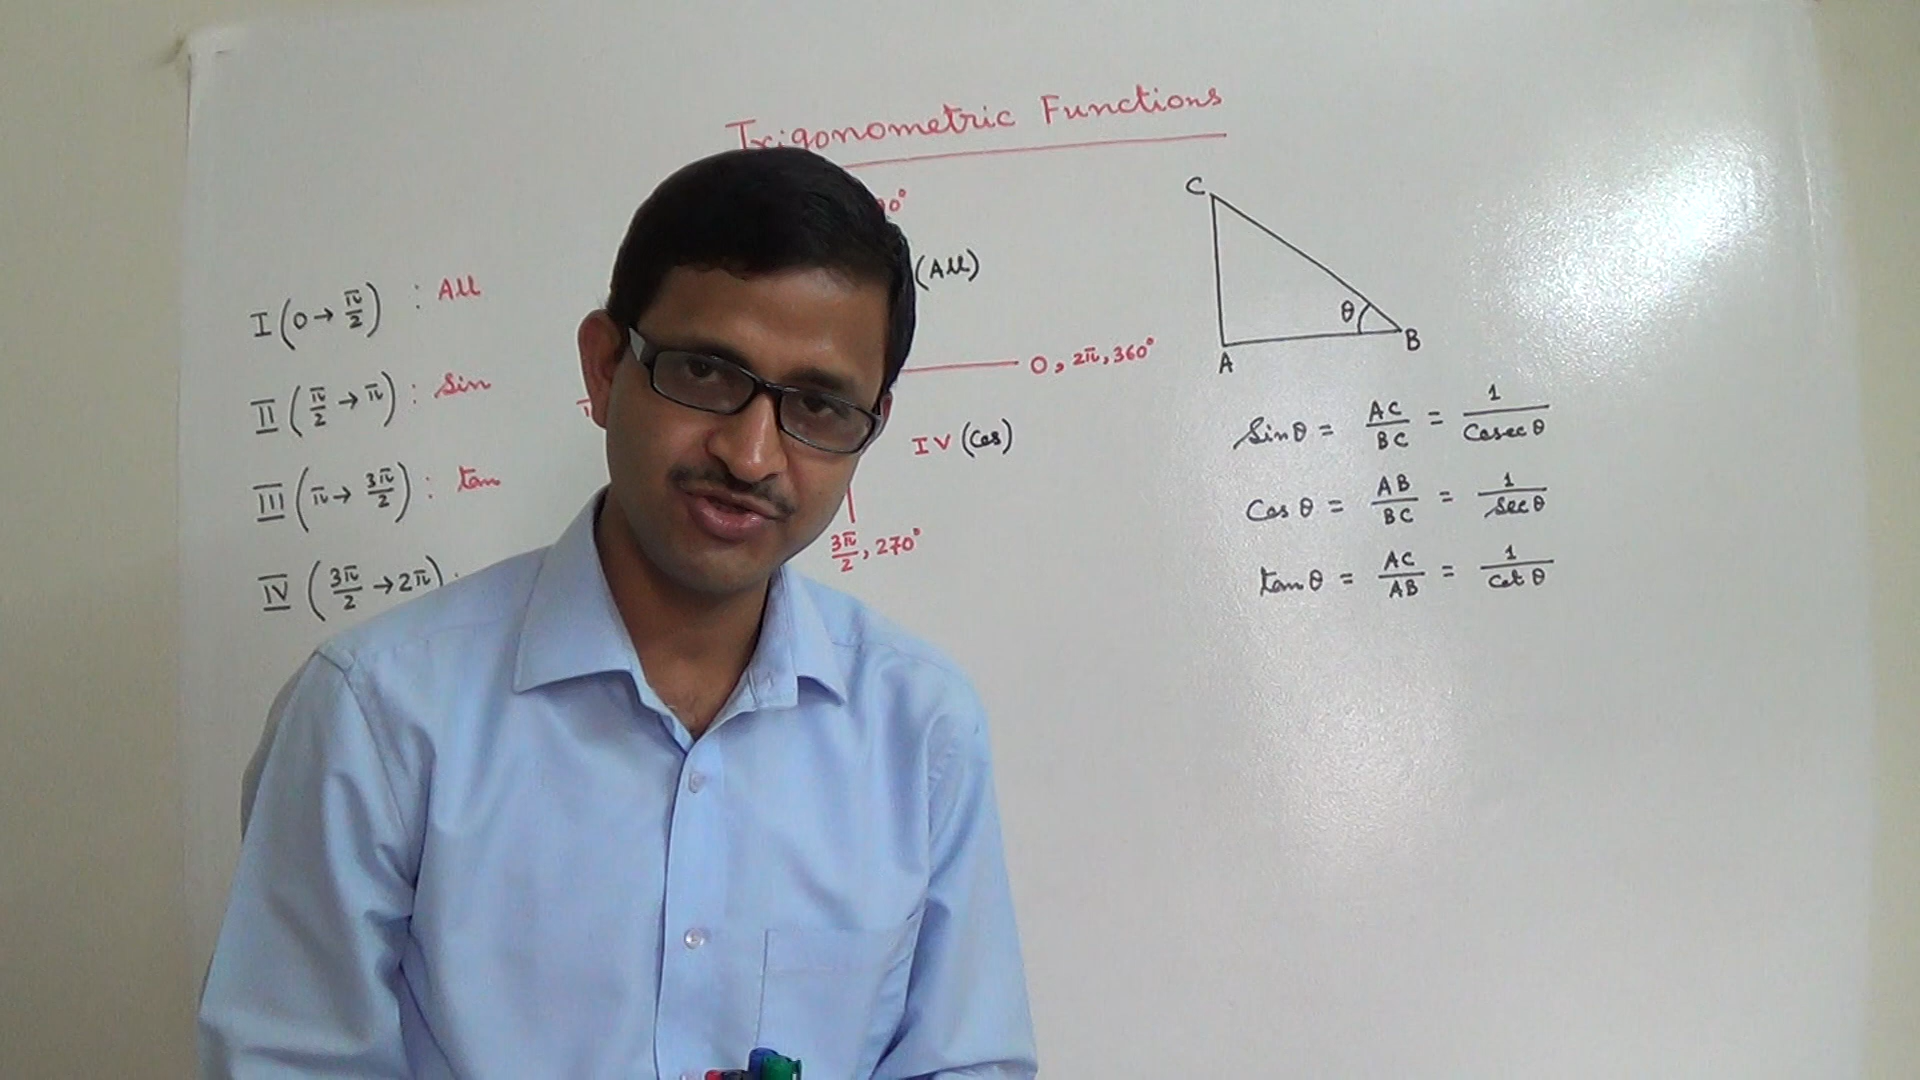 Trigonometric Functions
I (0 → π/2) : All
II (π/2 → π) : Sin
III (π → 3π/2) : tan
IV (3π/2 → 2π) :
0°
(All)
0, 2π, 360°
IV (Cos)
3π/2, 270°
C
θ
A
B
Sin θ = AC/BC = 1/Cosec θ
Cos θ = AB/BC = 1/Sec θ
tan θ = AC/AB = 1/Cot θ